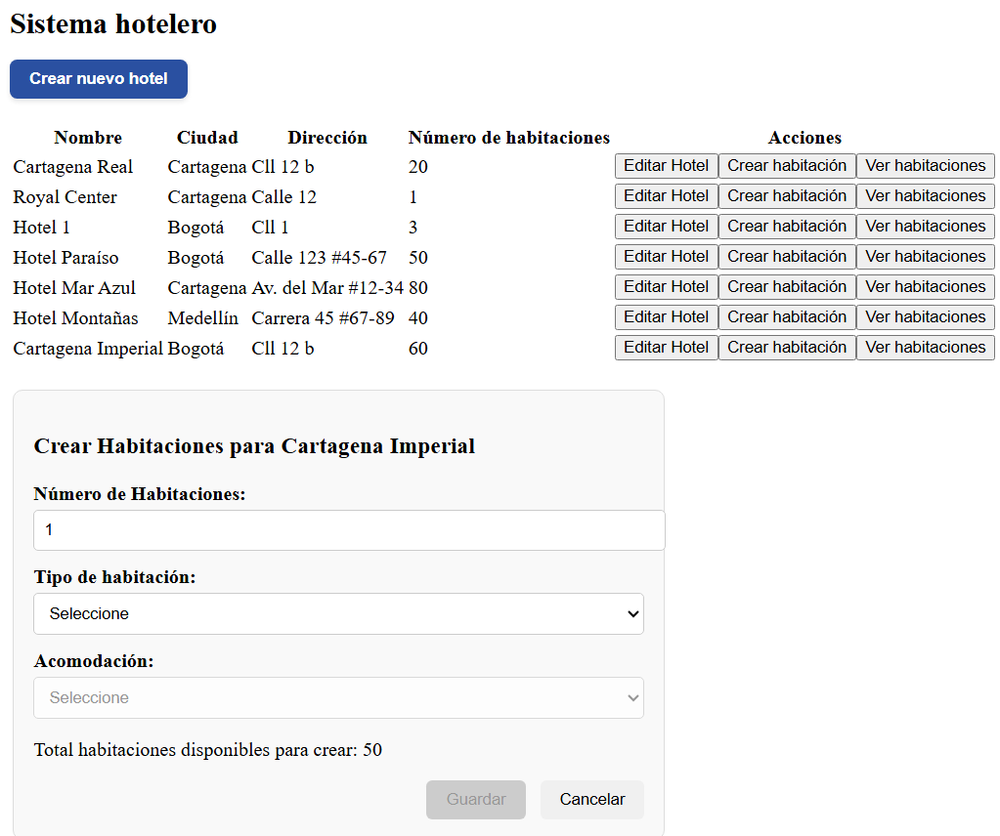 Sistema hotelero
Crear nuevo hotel
Nombre Ciudad Dirección Número de habitaciones Acciones
Cartagena Real Cartagena Cll 12 b 20 Editar Hotel Crear habitación Ver habitaciones
Royal Center Cartagena Calle 12 1 Editar Hotel Crear habitación Ver habitaciones
Hotel 1 Bogotá Cll 1 3 Editar Hotel Crear habitación Ver habitaciones
Hotel Paraíso Bogotá Calle 123 #45-67 50 Editar Hotel Crear habitación Ver habitaciones
Hotel Mar Azul Cartagena Av. del Mar #12-34 80 Editar Hotel Crear habitación Ver habitaciones
Hotel Montañas Medellín Carrera 45 #67-89 40 Editar Hotel Crear habitación Ver habitaciones
Cartagena Imperial Bogotá Cll 12 b 60 Editar Hotel Crear habitación Ver habitaciones
Crear Habitaciones para Cartagena Imperial
Número de Habitaciones:
1
Tipo de habitación:
Seleccione
Acomodación:
Seleccione
Total habitaciones disponibles para crear: 50
Guardar Cancelar